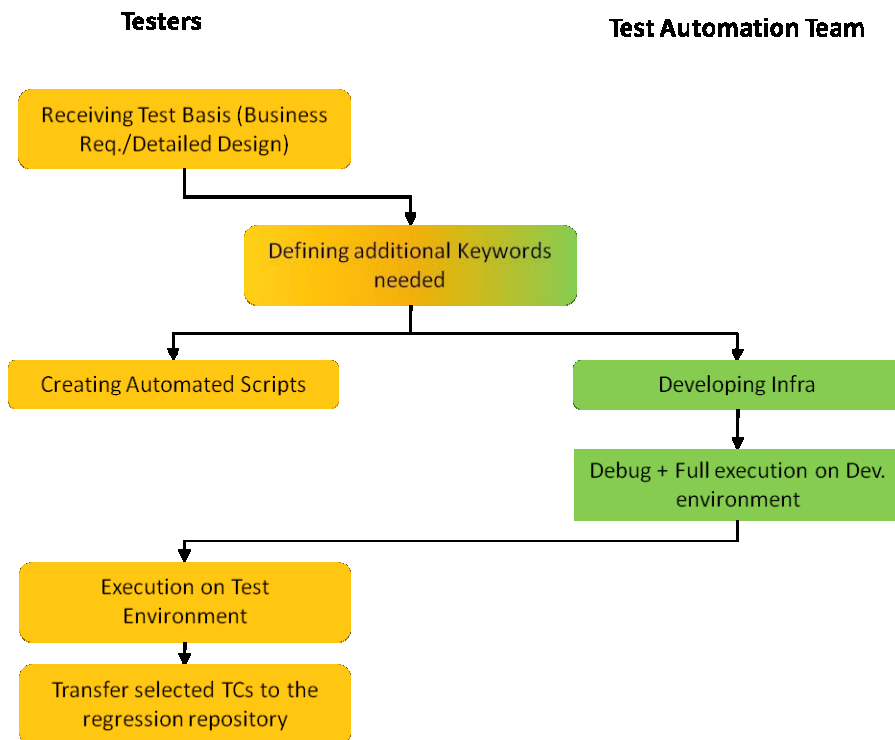 Testers
Test Automation Team
Receiving Test Basis (Business
Req./Detailed Design)
Defining additional Keywords
needed
Creating Automated Scripts
Developing Infra
Debug + Full execution on Dev.
environment
Execution on Test
Environment
Transfer selected TCs to the
regression repository